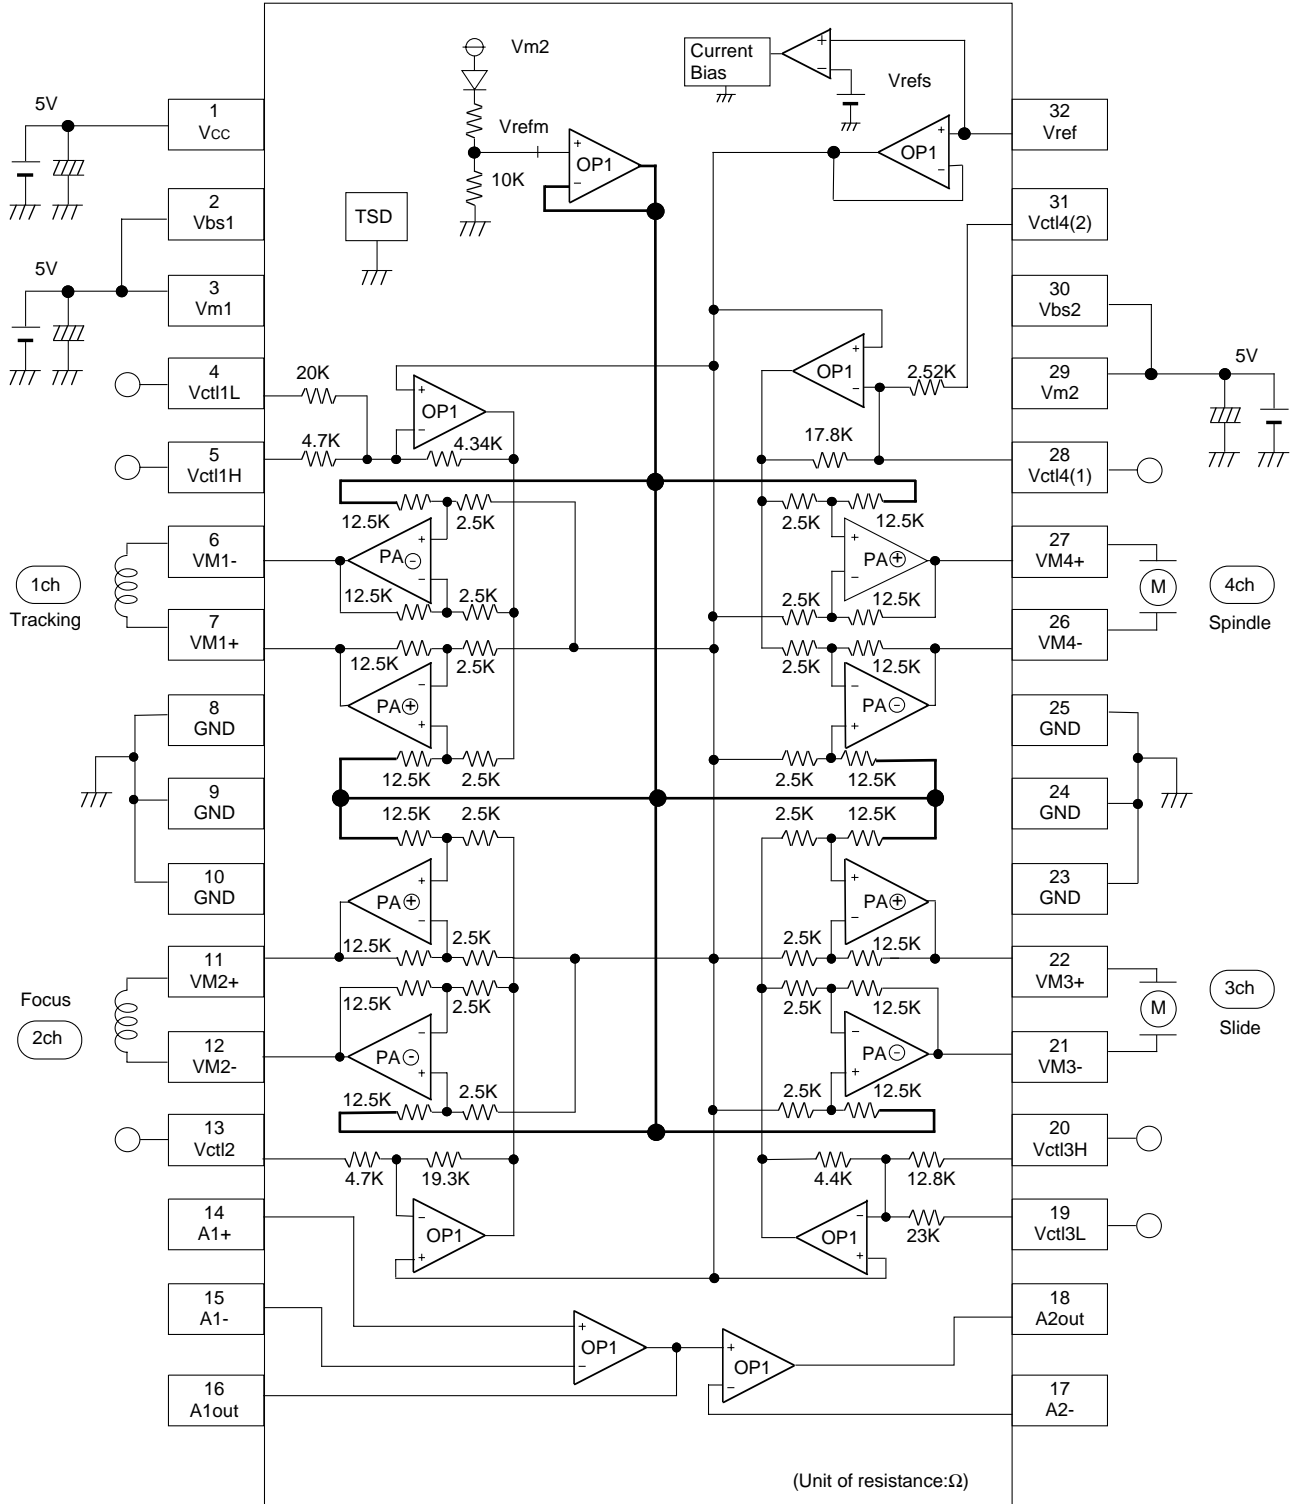 Vm2
Current
Bias
+
−
Vrefs
5V
1
Vcc
Vrefm
+
−
OP1
10K
+
−
OP1
32
Vref
2
Vbs1
TSD
31
Vctl4(2)
5V
3
Vm1
30
Vbs2
4
Vctl1L
20K
+
−
OP1
+
−
OP1
2.52K
29
Vm2
5V
5
Vctl1H
4.7K
4.34K
17.8K
28
Vctl4(1)
12.5K
2.5K
2.5K
12.5K
6
VM1-
+
PA −
−
+
PA +
−
27
VM4+
1ch
Tracking
12.5K
2.5K
2.5K
12.5K
M
4ch
Spindle
7
VM1+
26
VM4-
12.5K
2.5K
2.5K
12.5K
−
PA +
+
−
PA −
+
8
GND
25
GND
12.5K
2.5K
2.5K
12.5K
9
GND
24
GND
12.5K
2.5K
2.5K
12.5K
10
GND
+
PA +
−
+
PA +
−
23
GND
12.5K
2.5K
2.5K
12.5K
11
VM2+
22
VM3+
Focus
2ch
12.5K
2.5K
2.5K
12.5K
M
3ch
Slide
12
VM2-
−
PA −
+
−
PA −
+
21
VM3-
12.5K
2.5K
2.5K
12.5K
13
Vctl2
20
Vctl3H
4.7K
19.3K
4.4K
12.8K
14
A1+
−
+
OP1
−
+
OP1
23K
19
Vctl3L
15
A1-
+
−
OP1
+
−
OP1
18
A2out
16
A1out
17
A2-
(Unit of resistance:Ω)